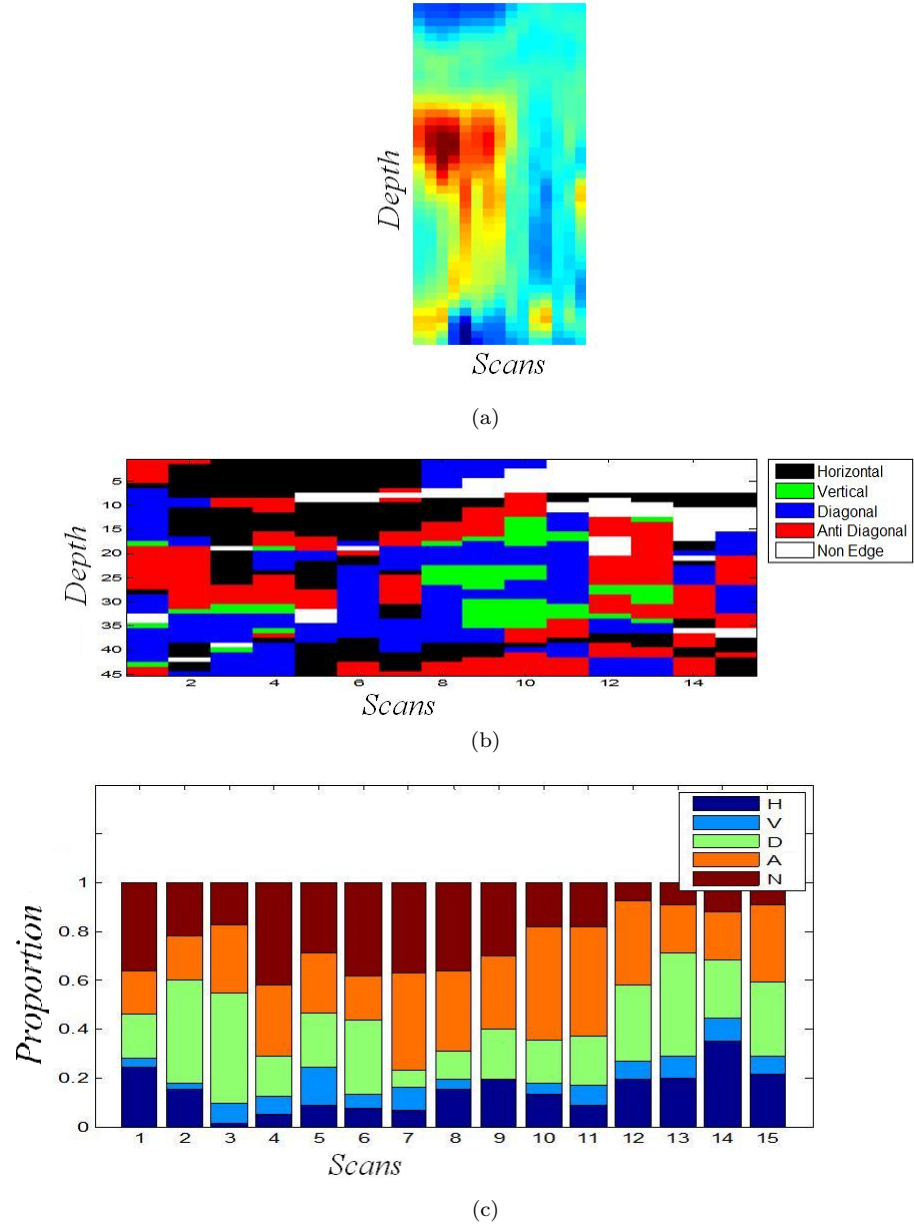 Depth
Scans
(a)
5
10
15
20
25
30
35
40
45
Depth
2 4 6 8 10 12 14
Scans
Horizontal
Vertical
Diagonal
Anti Diagonal
Non Edge
(b)
1
0.8
0.6
0.4
0.2
0
Proportion
1 2 3 4 5 6 7 8 9 10 11 12 13 14 15
Scans
H
V
D
A
N
(c)